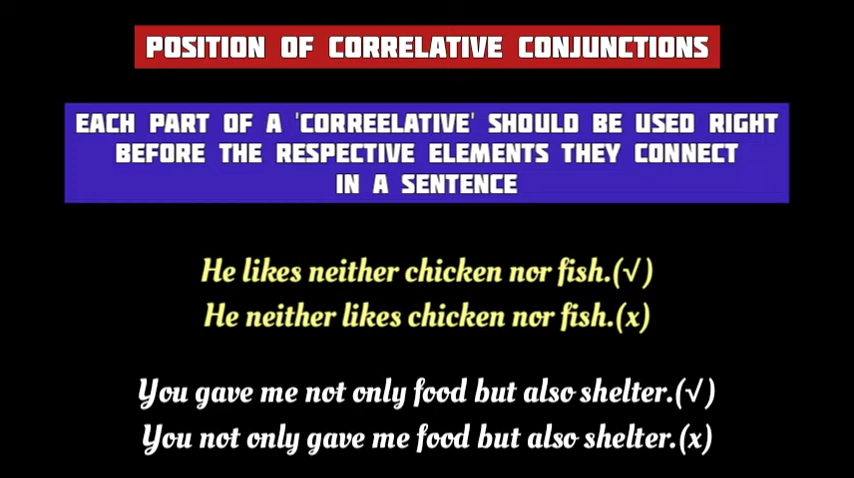 POSITION OF CORRELATIVE CONJUNCTIONS
EACH PART OF A 'CORREELATIVE' SHOULD BE USED RIGHT
BEFORE THE RESPECTIVE ELEMENTS THEY CONNECT
IN A SENTENCE
He likes neither chicken nor fish.(√)
He neither likes chicken nor fish.(x)
You gave me not only food but also shelter.(√)
You not only gave me food but also shelter.(x)